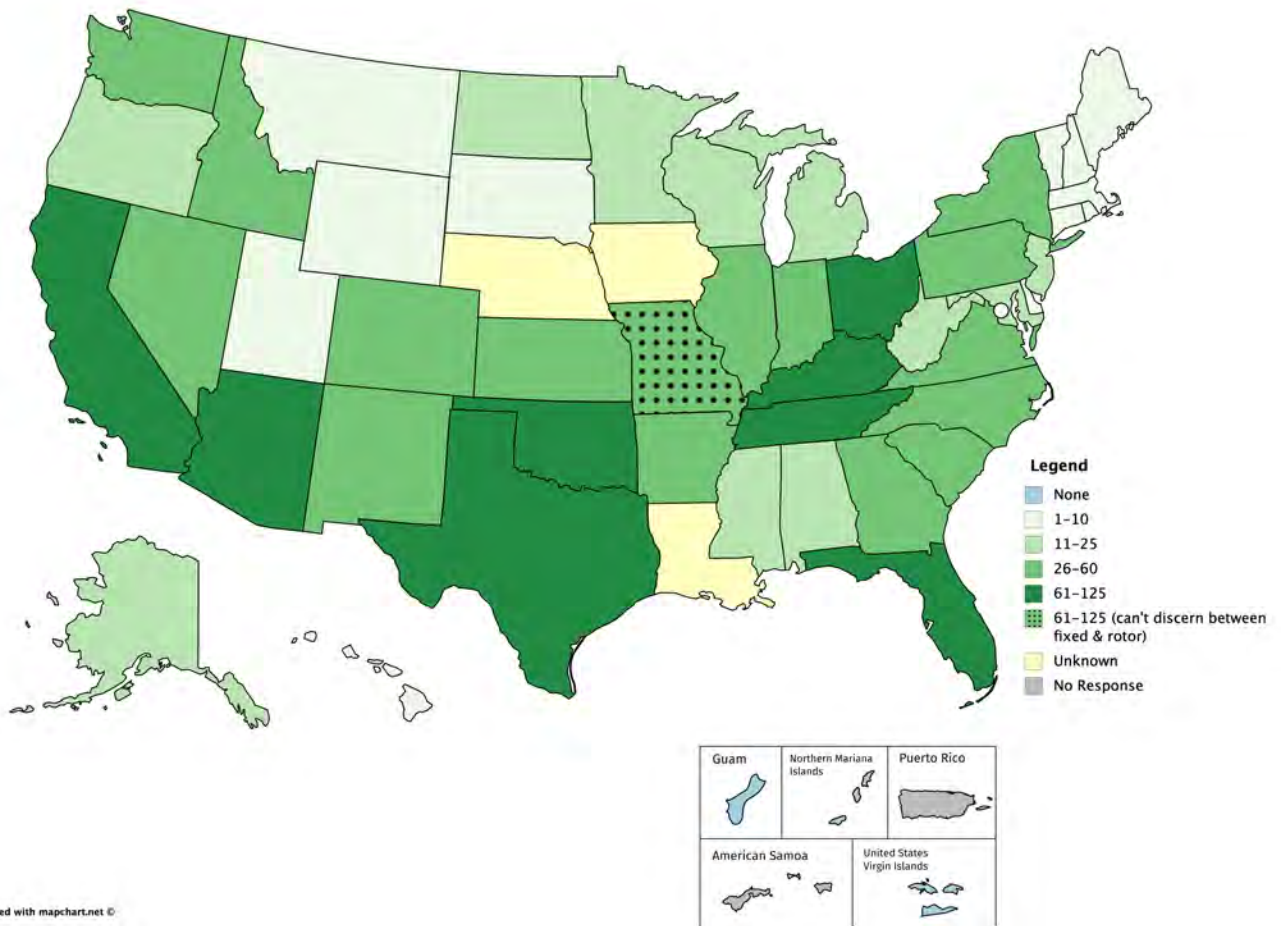 Legend
None
1-10
11-25
26-60
61-125
61-125 (can't discern between
fixed & rotor)
Unknown
No Response
Guam
Northern Mariana
Islands
Puerto Rico
American Samoa
United States
Virgin Islands
ed with mapchart.net ©